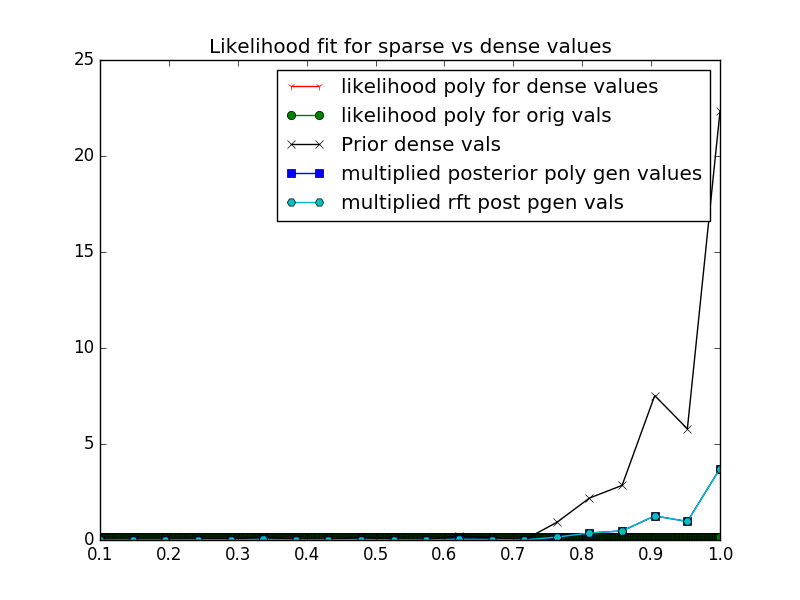 Likelihood fit for sparse vs dense values
25
20
15
10
5
0
likelihood poly for dense values
likelihood poly for orig vals
Prior dense vals
multiplied posterior poly gen values
multiplied rft post pgen vals
0.1 0.2 0.3 0.4 0.5 0.6 0.7 0.8 0.9 1.0